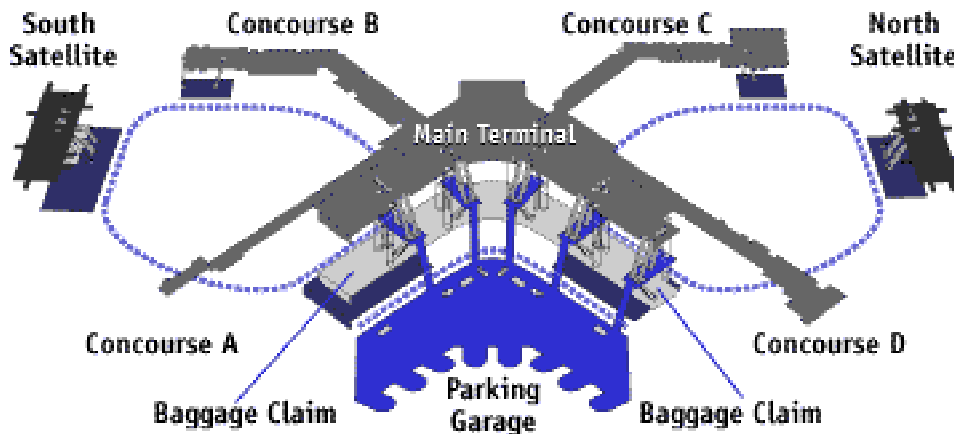 South
Satellite
Concourse B
Concourse C
North
Satellite
Main Terminal
Concourse A
Concourse D
Baggage Claim
Parking
Garage
Baggage Claim